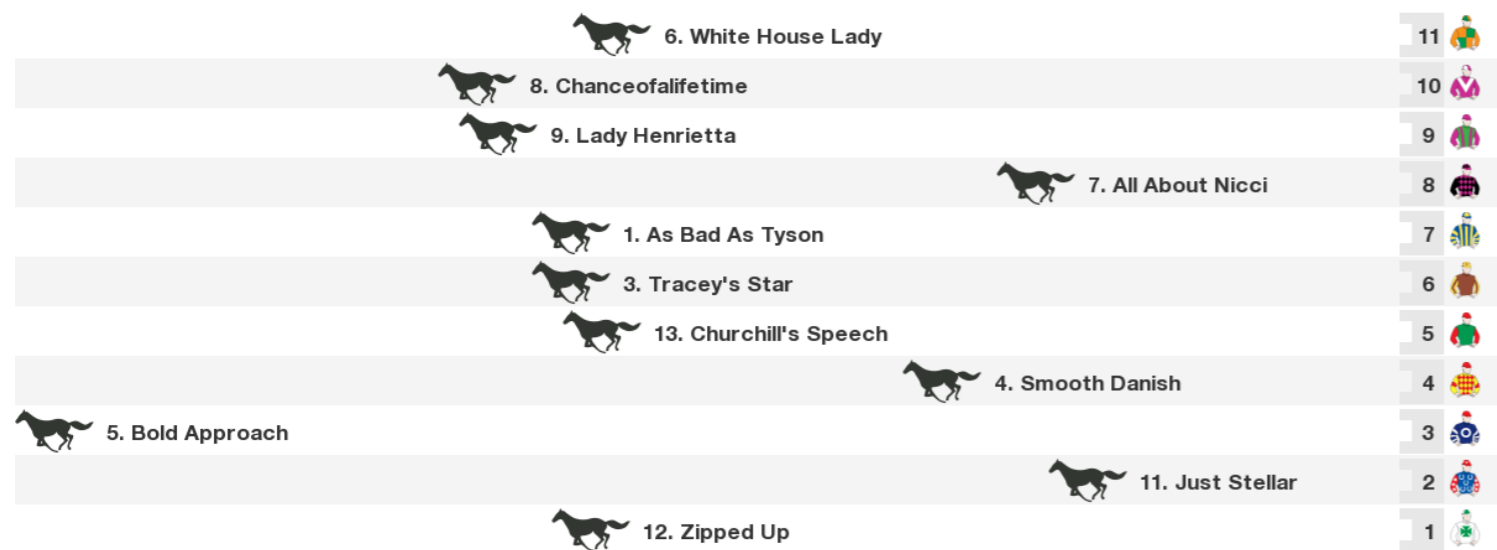 6. White House Lady 11
8. Chanceofalifetime 10
9. Lady Henrietta 9
7. All About Nicci 8
1. As Bad As Tyson 7
3. Tracey's Star 6
13. Churchill's Speech 5
4. Smooth Danish 4
5. Bold Approach 3
11. Just Stellar 2
12. Zipped Up 1